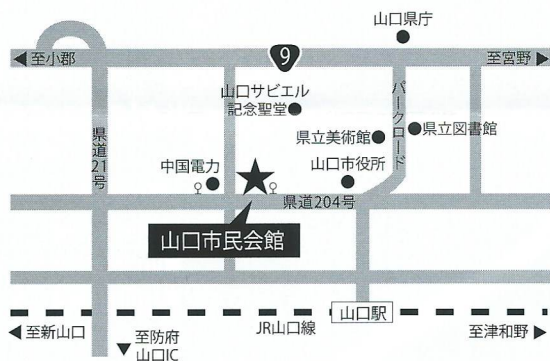 山口県庁
9
至小郡
至宮野
山口サビエル
記念聖堂
パークロード
県立美術館
県立図書館
県道21号
中国電力
山口市役所
県道204号
山口市民会館
山口駅
至新山口
至防府
山口IC
JR山口線
至津和野